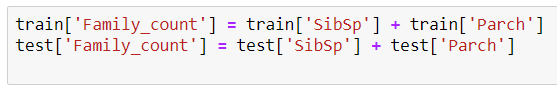 train['Family_count'] = train['SibSp'] + train['Parch']
test['Family_count'] = test['SibSp'] + test['Parch']